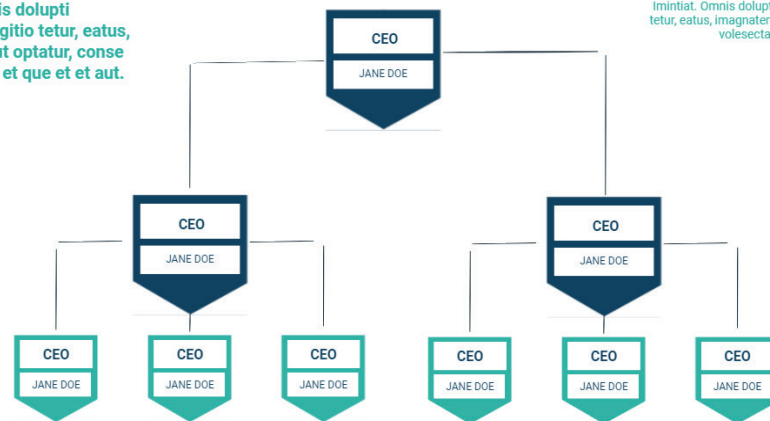 is dolupti
gitio tetur, eatus,
ut optatur, conse
et que et et aut.
Imintiat. Omnis dolupt
tetur, eatus, imagnater
volesecta
CEO
JANE DOE
CEO
JANE DOE
CEO
JANE DOE
CEO
JANE DOE
CEO
JANE DOE
CEO
JANE DOE
CEO
JANE DOE
CEO
JANE DOE
CEO
JANE DOE